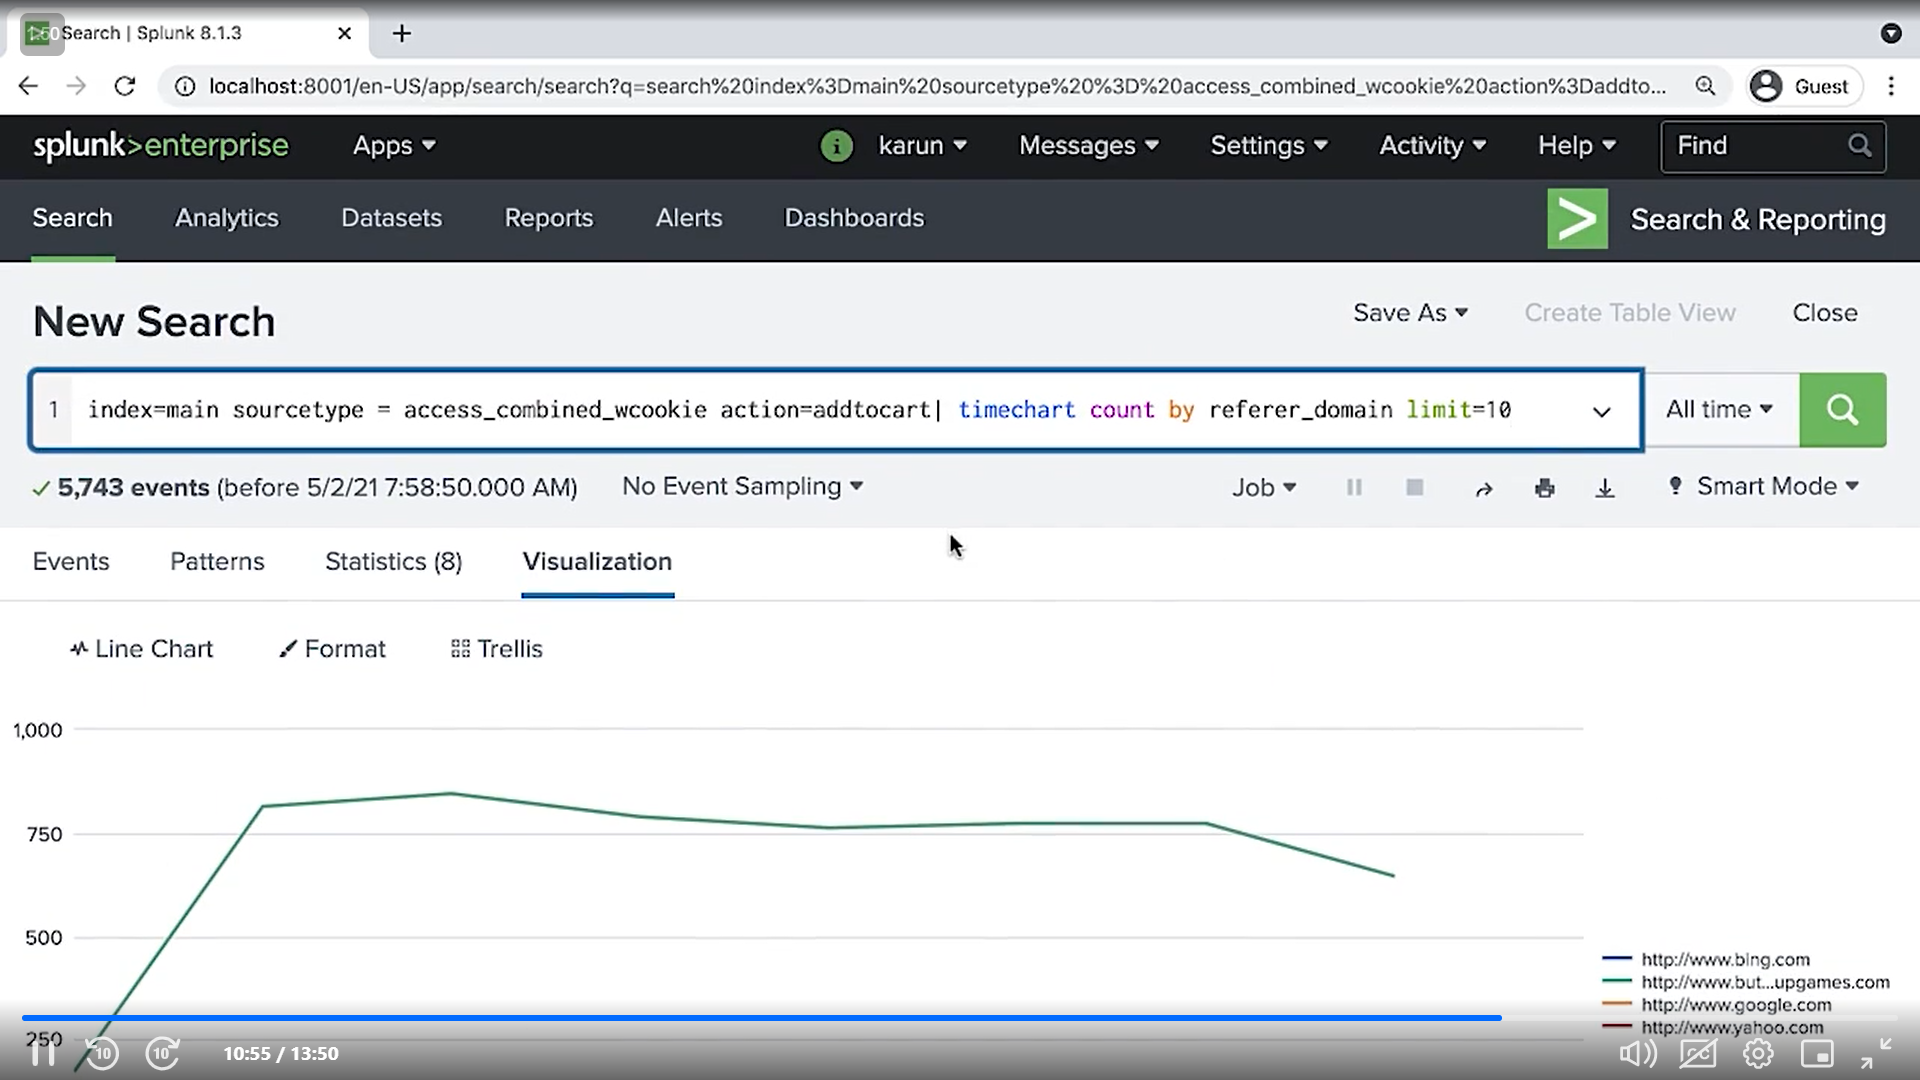 Search | Splunk 8.1.3
localhost:8001/en-US/app/search/search?q=search%20index%3Dmain%20sourcetype%20%3D%20access_combined_wcookie%20action%3Daddto...
Guest
splunk>enterprise
Apps
i
karun
Messages
Settings
Activity
Help
Find
Search
Analytics
Datasets
Reports
Alerts
Dashboards
Search & Reporting
New Search
Save As
Create Table View
Close
1 index=main sourcetype = access_combined_wcookie action=addtocart| timechart count by referer_domain limit=10
All time
5,743 events (before 5/2/21 7:58:50.000 AM)
No Event Sampling
Job
Smart Mode
Events
Patterns
Statistics (8)
Visualization
Line Chart
Format
Trellis
1,000
750
500
250
http://www.bing.com
http://www.but...upgames.com
http://www.google.com
http://www.yahoo.com
10
10
10:55 / 13:50
CC